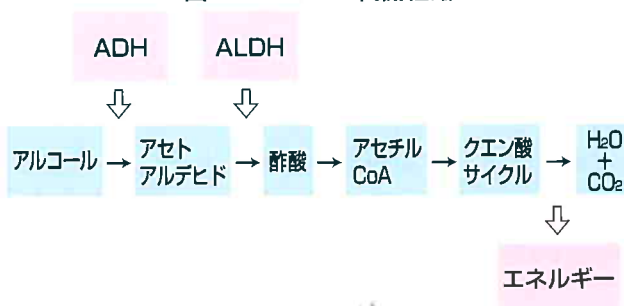 ADH
ALDH
アルコール → アセト
アルデヒド → 酢酸 → アセチル
CoA → クエン酸
サイクル → H₂O
+
CO₂
エネルギー